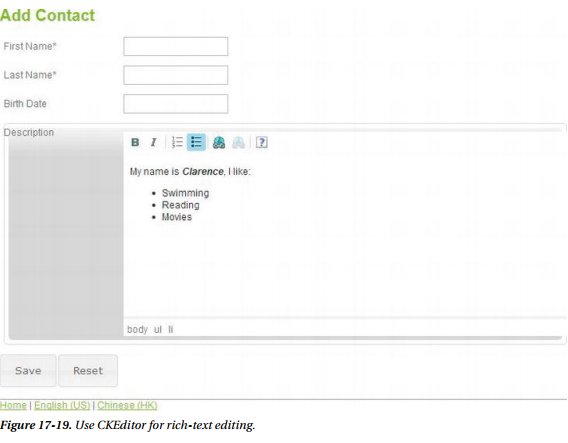 Add Contact
First Name*
Last Name*
Birth Date
Description
B I ?
My name is Clarence, I like:
• Swimming
• Reading
• Movies
body ul li
Save Reset
Home | English (US) | Chinese (HK)
Figure 17-19. Use CKEditor for rich-text editing.